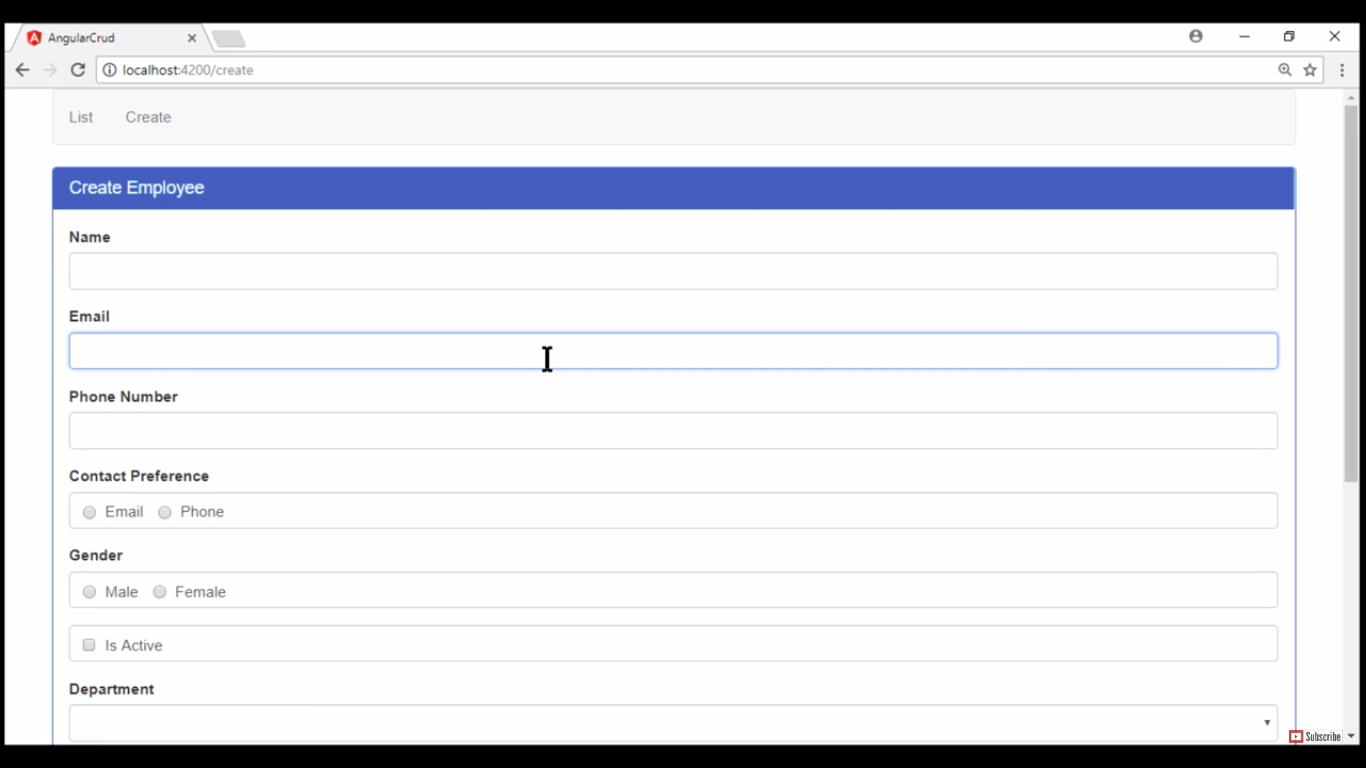 AngularCrud
localhost:4200/create
List Create
Create Employee
Name
Email
Phone Number
Contact Preference
Email Phone
Gender
Male Female
Is Active
Department
Subscribe